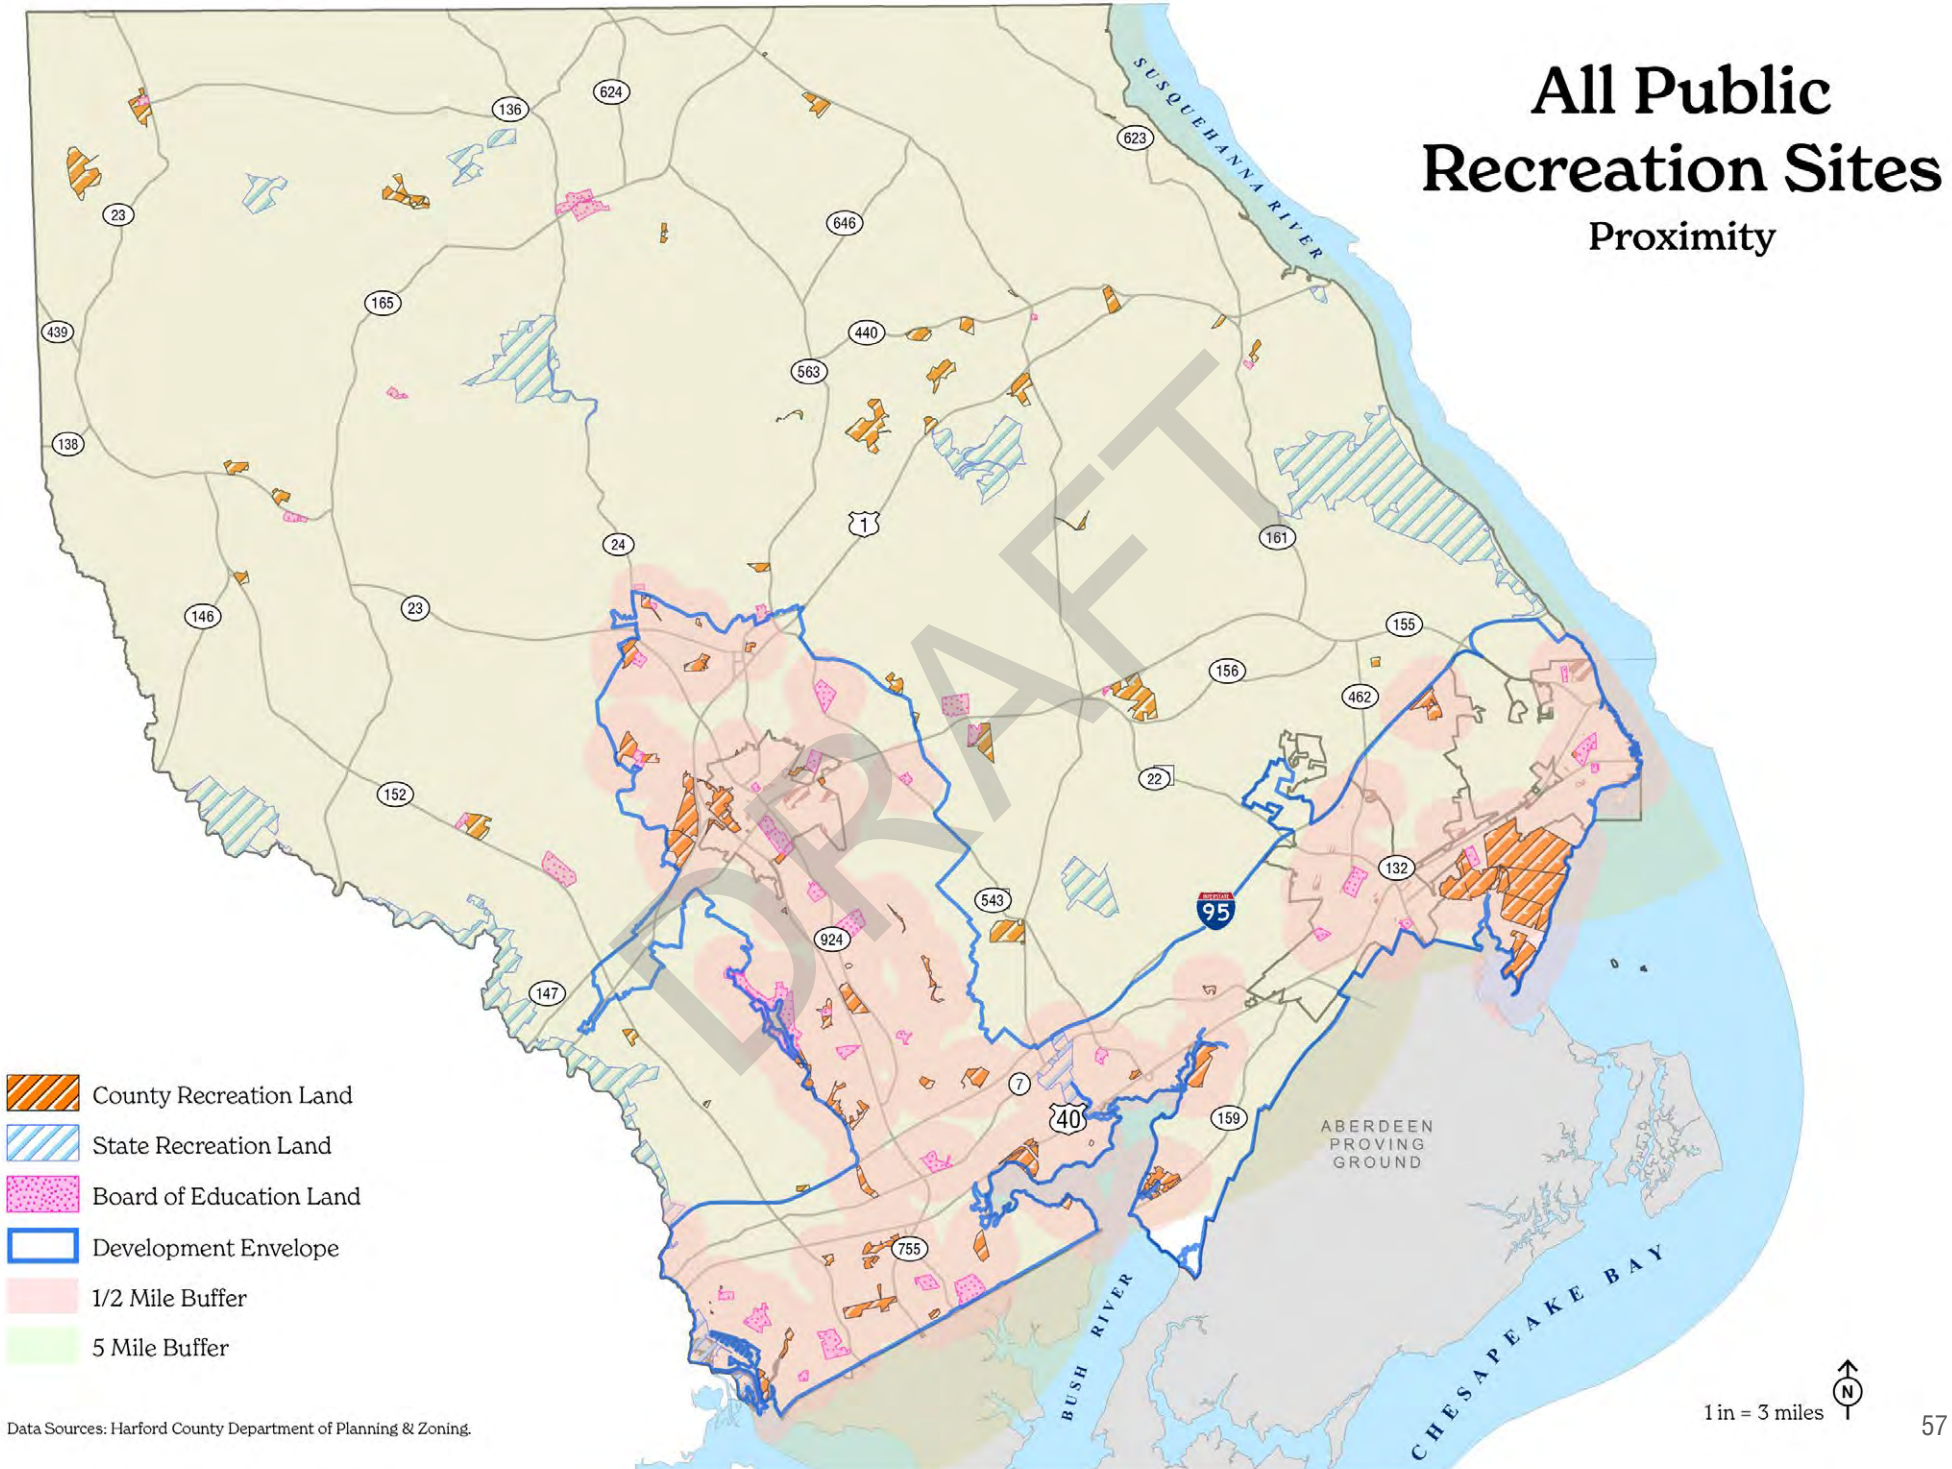 All Public
Recreation Sites
Proximity
SUSQUEHANNA RIVER
624
136
623
23
646
165
439
440
563
138
1
24
161
23
146
155
156
462
22
152
132
543
95
924
147
7
40
159
ABERDEEN
PROVING
GROUND
755
BUSH RIVER
CHESAPEAKE BAY
DRAFT
County Recreation Land
State Recreation Land
Board of Education Land
Development Envelope
1/2 Mile Buffer
5 Mile Buffer
Data Sources: Harford County Department of Planning & Zoning.
1 in = 3 miles
N
57